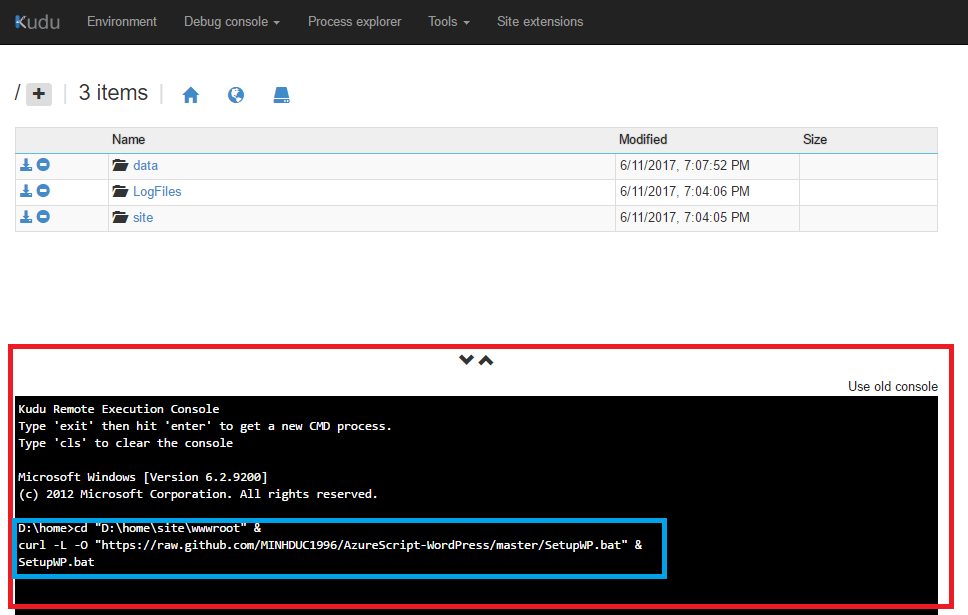 Kudu Environment Debug console Process explorer Tools Site extensions
/ 3 items
Name Modified Size
data 6/11/2017, 7:07:52 PM
LogFiles 6/11/2017, 7:04:06 PM
site 6/11/2017, 7:04:05 PM
Use old console
Kudu Remote Execution Console
Type 'exit' then hit 'enter' to get a new CMD process.
Type 'cls' to clear the console
Microsoft Windows [Version 6.2.9200]
(c) 2012 Microsoft Corporation. All rights reserved.
D:\home>cd "D:\home\site\wwwroot" &
curl -L -O "https://raw.github.com/MINHDUC1996/AzureScript-WordPress/master/SetupWP.bat" &
SetupWP.bat